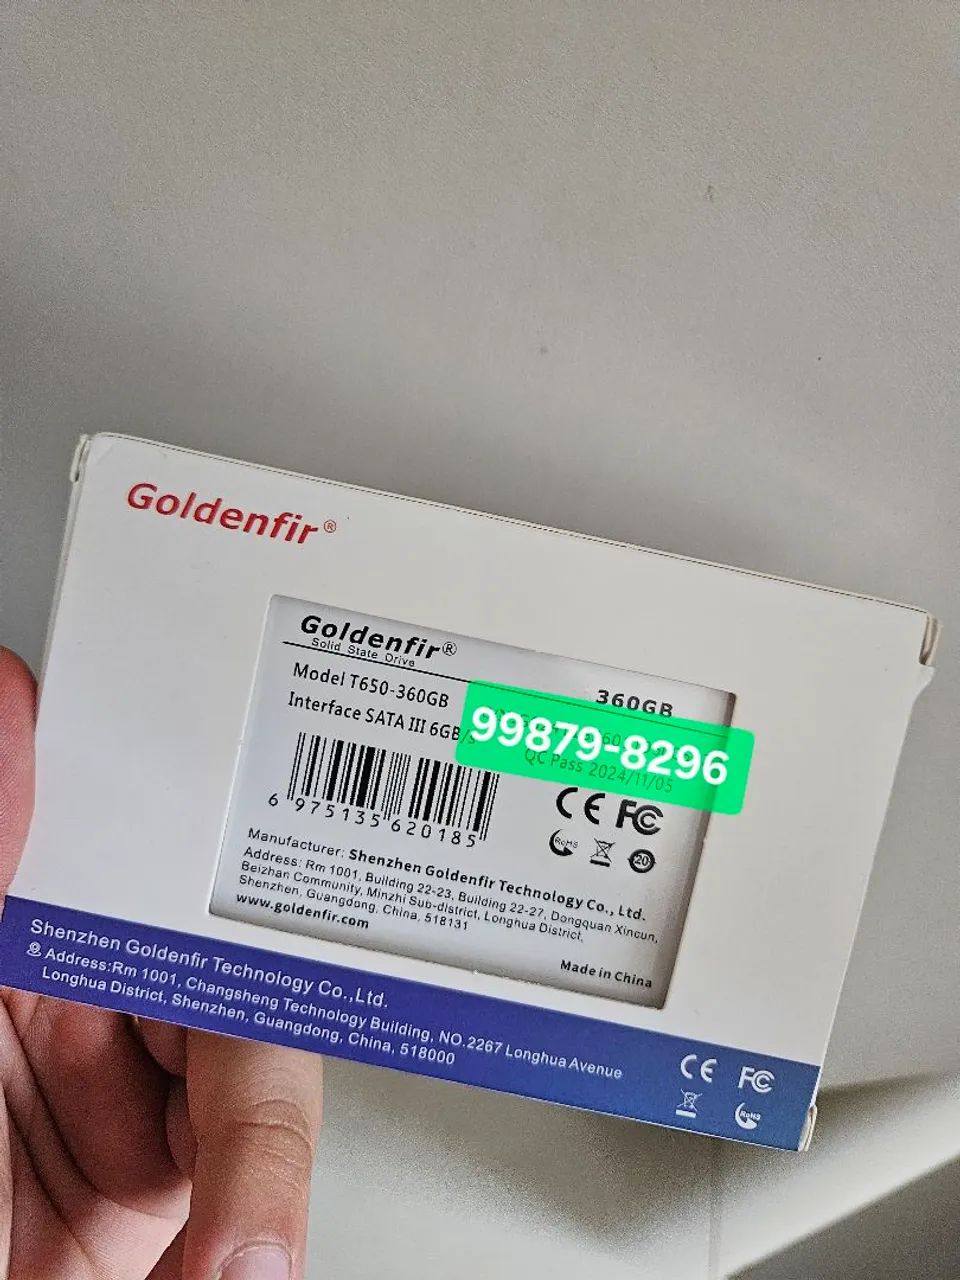 Goldenfir®
Goldenfir®
Solid State Drive
360GB
Model T650-360GB
Interface SATA III 6GB/s
99879-8296
QC Pass 2024/11/05
6 975135 620185
CE FC
RoHS 20
Manufacturer: Shenzhen Goldenfir Technology Co., Ltd.
Address: Rm 1001, Building 22-23, Building 22-27, Dongquan Xincun,
Beizhan Community, Minzhi Sub-district, Longhua District,
Shenzhen, Guangdong, China, 518131
www.goldenfir.com
Made in China
Shenzhen Goldenfir Technology Co.,Ltd.
Address:Rm 1001, Changsheng Technology Building, NO.2267 Longhua Avenue
Longhua District, Shenzhen, Guangdong, China, 518000
CE FC
RoHS